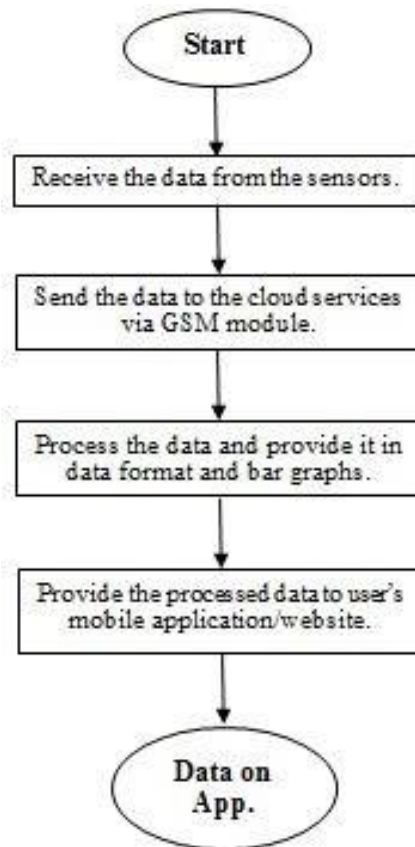 Start
Receive the data from the sensors.
Send the data to the cloud services
via GSM module.
Process the data and provide it in
data format and bar graphs.
Provide the processed data to user's
mobile application/website.
Data on
App.